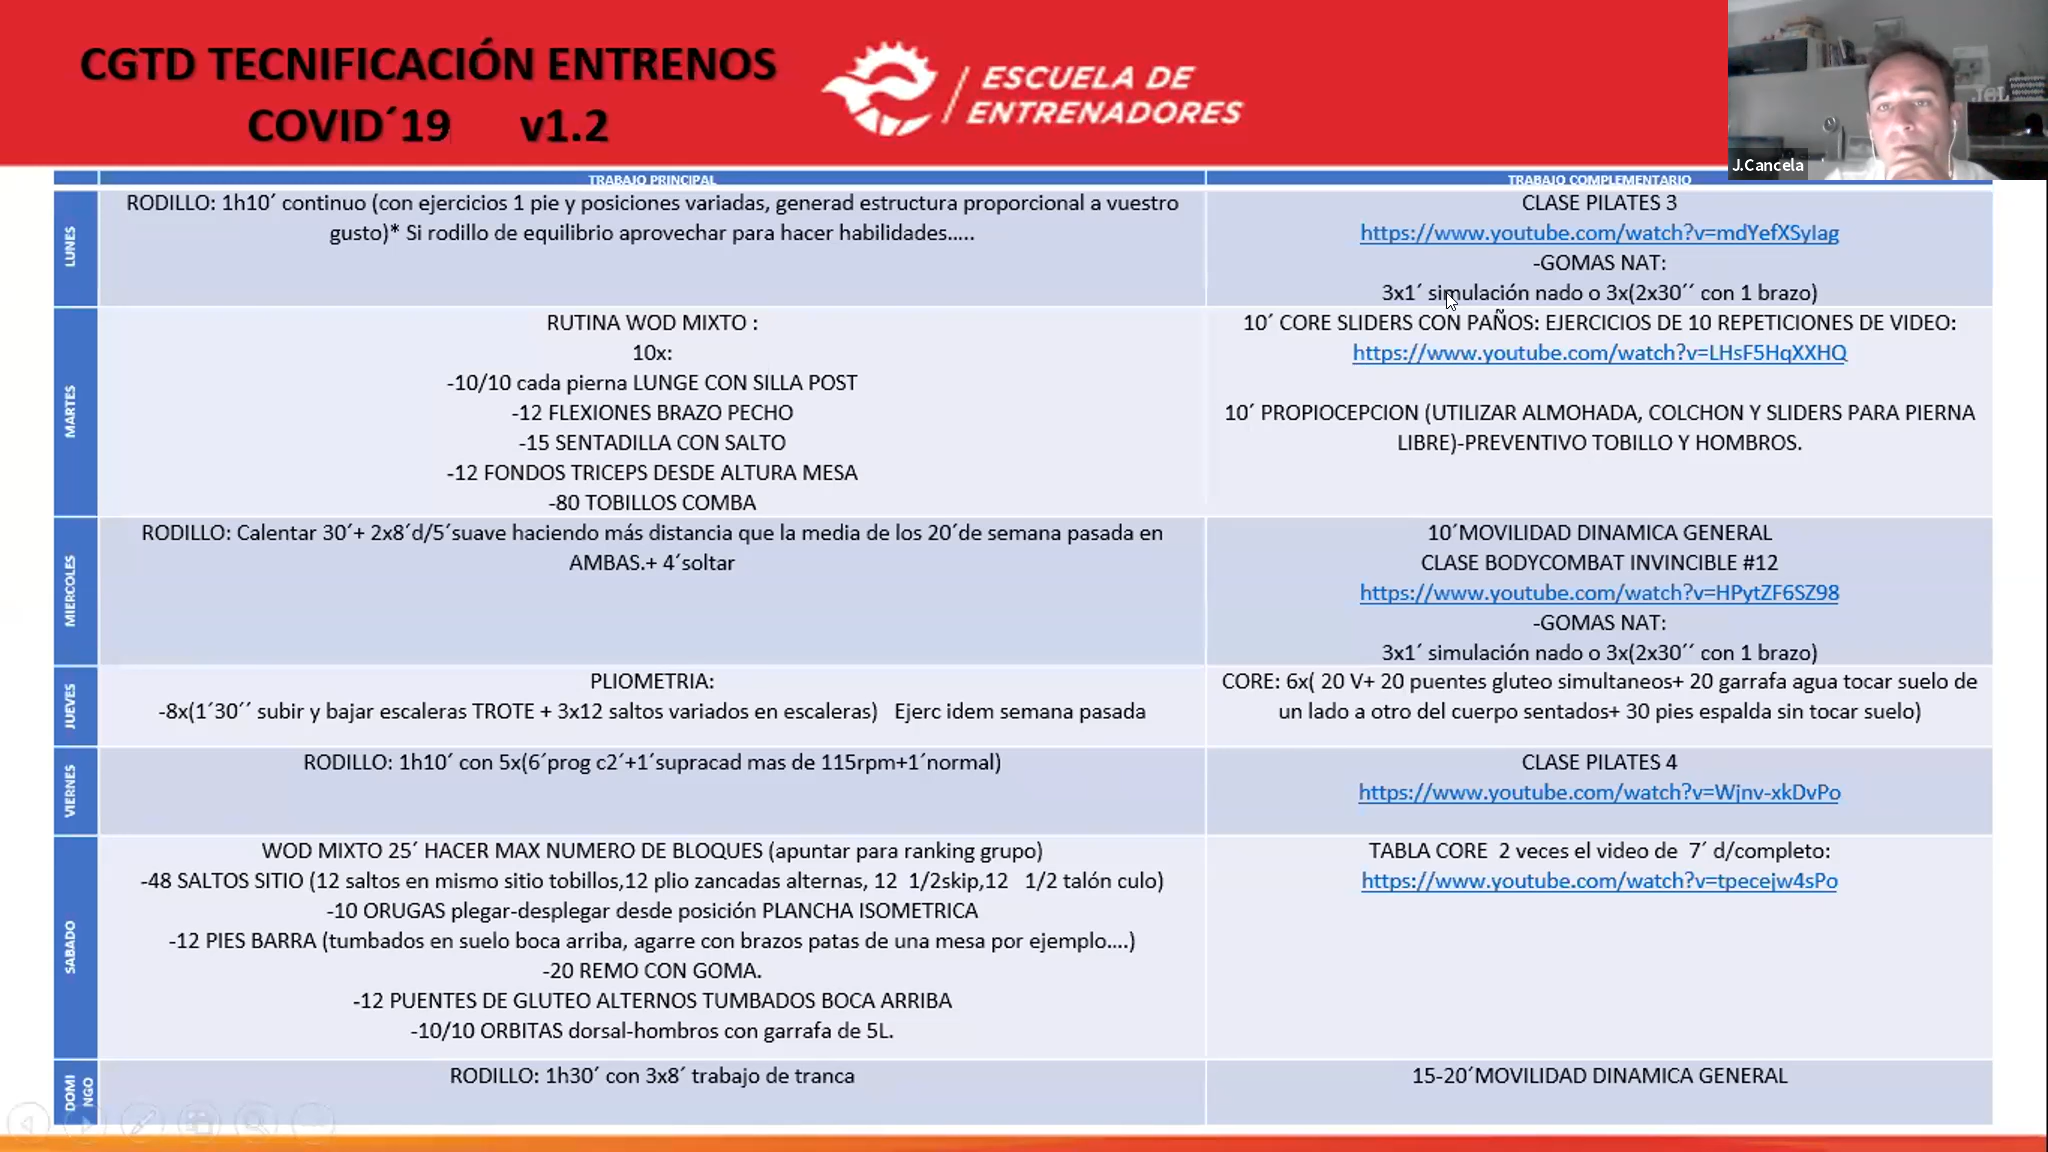 CGTD TECNIFICACIÓN ENTRENOS
COVID´19 v1.2
ESCUELA DE
ENTRENADORES
J.Cancela
TRABAJO PRINCIPAL
TRABAJO COMPLEMENTARIO
LUNES
RODILLO: 1h10´ continuo (con ejercicios 1 pie y posiciones variadas, generad estructura proporcional a vuestro
gusto)* Si rodillo de equilibrio aprovechar para hacer habilidades…..
CLASE PILATES 3
https://www.youtube.com/watch?v=mdYefXSyIag
-GOMAS NAT:
3x1´ simulación nado o 3x(2x30´´ con 1 brazo)
MARTES
RUTINA WOD MIXTO :
10x:
-10/10 cada pierna LUNGE CON SILLA POST
-12 FLEXIONES BRAZO PECHO
-15 SENTADILLA CON SALTO
-12 FONDOS TRICEPS DESDE ALTURA MESA
-80 TOBILLOS COMBA
10´ CORE SLIDERS CON PAÑOS: EJERCICIOS DE 10 REPETICIONES DE VIDEO:
https://www.youtube.com/watch?v=LHsF5HqXXHQ
10´ PROPIOCEPCION (UTILIZAR ALMOHADA, COLCHON Y SLIDERS PARA PIERNA
LIBRE)-PREVENTIVO TOBILLO Y HOMBROS.
MIERCOLES
RODILLO: Calentar 30´+ 2x8´d/5´suave haciendo más distancia que la media de los 20´de semana pasada en
AMBAS.+ 4´soltar
10´MOVILIDAD DINAMICA GENERAL
CLASE BODYCOMBAT INVINCIBLE #12
https://www.youtube.com/watch?v=HPytZF6SZ98
-GOMAS NAT:
3x1´ simulación nado o 3x(2x30´´ con 1 brazo)
JUEVES
PLIOMETRIA:
-8x(1´30´´ subir y bajar escaleras TROTE + 3x12 saltos variados en escaleras) Ejerc idem semana pasada
CORE: 6x( 20 V+ 20 puentes gluteo simultaneos+ 20 garrafa agua tocar suelo de
un lado a otro del cuerpo sentados+ 30 pies espalda sin tocar suelo)
VIERNES
RODILLO: 1h10´ con 5x(6´prog c2´+1´supracad mas de 115rpm+1´normal)
CLASE PILATES 4
https://www.youtube.com/watch?v=Wjnv-xkDvPo
SABADO
WOD MIXTO 25´ HACER MAX NUMERO DE BLOQUES (apuntar para ranking grupo)
-48 SALTOS SITIO (12 saltos en mismo sitio tobillos,12 plio zancadas alternas, 12 1/2skip,12 1/2 talón culo)
-10 ORUGAS plegar-desplegar desde posición PLANCHA ISOMETRICA
-12 PIES BARRA (tumbados en suelo boca arriba, agarre con brazos patas de una mesa por ejemplo….)
-20 REMO CON GOMA.
-12 PUENTES DE GLUTEO ALTERNOS TUMBADOS BOCA ARRIBA
-10/10 ORBITAS dorsal-hombros con garrafa de 5L.
TABLA CORE 2 veces el video de 7´ d/completo:
https://www.youtube.com/watch?v=tpecejw4sPo
DOMI
NGO
RODILLO: 1h30´ con 3x8´ trabajo de tranca
15-20´MOVILIDAD DINAMICA GENERAL